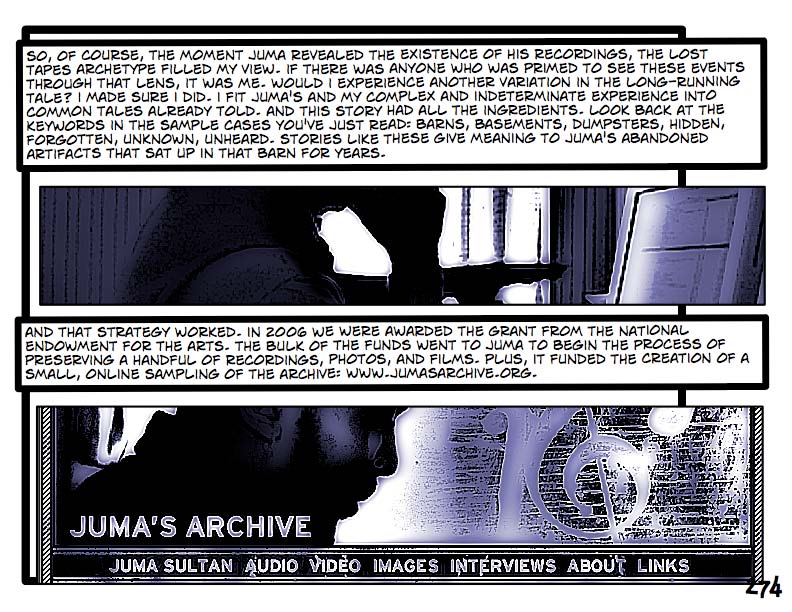 SO, OF COURSE, THE MOMENT JUMA REVEALED THE EXISTENCE OF HIS RECORDINGS, THE LOST
TAPES ARCHETYPE FILLED MY VIEW. IF THERE WAS ANYONE WHO WAS PRIMED TO SEE THESE EVENTS
THROUGH THAT LENS, IT WAS ME. WOULD I EXPERIENCE ANOTHER VARIATION IN THE LONG-RUNNING
TALE? I MADE SURE I DID. I FIT JUMA'S AND MY COMPLEX AND INDETERMINATE EXPERIENCE INTO
COMMON TALES ALREADY TOLD. AND THIS STORY HAD ALL THE INGREDIENTS. LOOK BACK AT THE
KEYWORDS IN THE SAMPLE CASES YOU'VE JUST READ: BARNS, BASEMENTS, DUMPSTERS, HIDDEN,
FORGOTTEN, UNKNOWN, UNHEARD. STORIES LIKE THESE GIVE MEANING TO JUMA'S ABANDONED
ARTIFACTS THAT SAT UP IN THAT BARN FOR YEARS.
AND THAT STRATEGY WORKED. IN 2006 WE WERE AWARDED THE GRANT FROM THE NATIONAL
ENDOWMENT FOR THE ARTS. THE BULK OF THE FUNDS WENT TO JUMA TO BEGIN THE PROCESS OF
PRESERVING A HANDFUL OF RECORDINGS, PHOTOS, AND FILMS. PLUS, IT FUNDED THE CREATION OF A
SMALL, ONLINE SAMPLING OF THE ARCHIVE: WWW.JUMASARCHIVE.ORG.
JUMA'S ARCHIVE
JUMA SULTAN AUDIO VIDEO IMAGES INTERVIEWS ABOUT LINKS
274